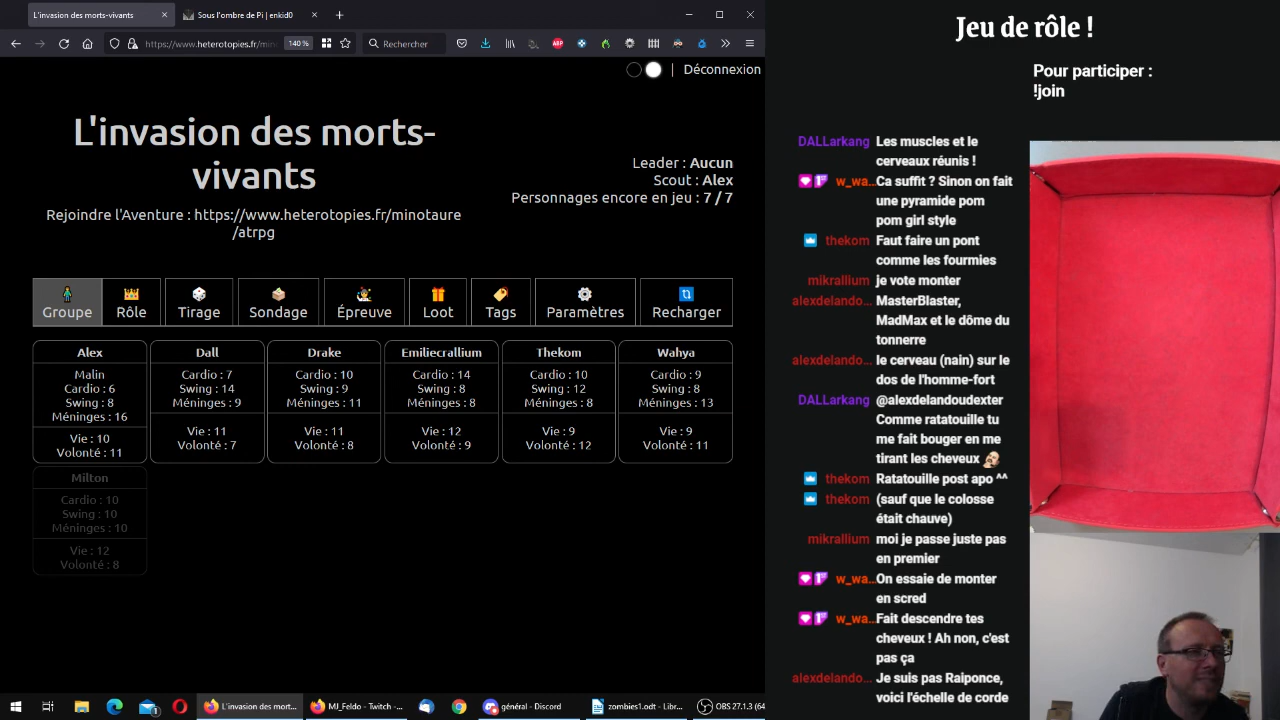 L'invasion des morts-vivants
Sous l'ombre de Pi | enkid0
https://www.heterotopies.fr/mino
140 %
Rechercher
ABP
Déconnexion
L'invasion des morts-
vivants
Leader : Aucun
Scout : Alex
Personnages encore en jeu : 7 / 7
Rejoindre l'Aventure : https://www.heterotopies.fr/minotaure
/atrpg
Groupe
Rôle
Tirage
Sondage
Épreuve
Loot
Tags
Paramètres
Recharger
Alex
Malin
Cardio : 6
Swing : 8
Méninges : 16
Vie : 10
Volonté : 11
Dall
Cardio : 7
Swing : 14
Méninges : 9
Vie : 11
Volonté : 7
Drake
Cardio : 10
Swing : 9
Méninges : 11
Vie : 11
Volonté : 8
Emiliecrallium
Cardio : 14
Swing : 8
Méninges : 8
Vie : 12
Volonté : 9
Thekom
Cardio : 10
Swing : 12
Méninges : 8
Vie : 9
Volonté : 12
Wahya
Cardio : 9
Swing : 8
Méninges : 13
Vie : 9
Volonté : 11
Milton
Cardio : 10
Swing : 10
Méninges : 10
Vie : 12
Volonté : 8
L'invasion des mort...
MJ_Feldo - Twitch -...
général - Discord
zombies1.odt - Libr...
OBS 27.1.3 (64
Jeu de rôle !
Pour participer :
!join
DALLarkang Les muscles et le
cerveaux réunis !
w_wa... Ca suffit ? Sinon on fait
une pyramide pom
pom girl style
thekom Faut faire un pont
comme les fourmies
mikrallium je vote monter
alexdelando... MasterBlaster,
MadMax et le dôme du
tonnerre
alexdelando... le cerveau (nain) sur le
dos de l'homme-fort
DALLarkang @alexdelandoudexter
Comme ratatouille tu
me fait bouger en me
tirant les cheveux
thekom Ratatouille post apo ^^
thekom (sauf que le colosse
était chauve)
mikrallium moi je passe juste pas
en premier
w_wa... On essaie de monter
en scred
w_wa... Fait descendre tes
cheveux ! Ah non, c'est
pas ça
alexdelando... Je suis pas Raiponce,
voici l'échelle de corde